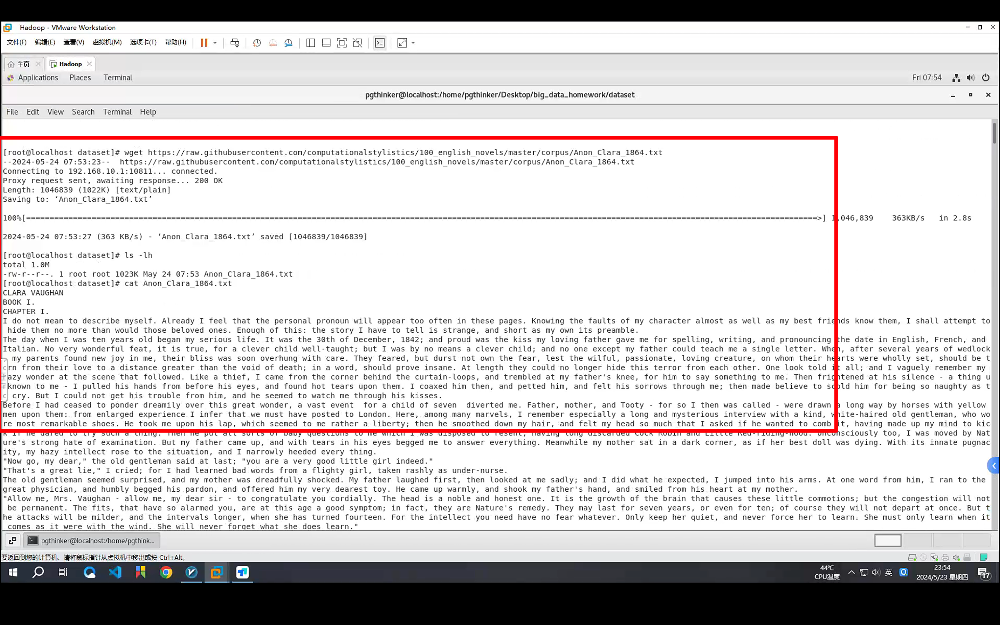 Hadoop - VMware Workstation
文件(F) 编辑(E) 查看(V) 虚拟机(M) 选项卡(T) 帮助(H)
主页 Hadoop
Applications Places Terminal Fri 07:54
pgthinker@localhost:/home/pgthinker/Desktop/big_data_homework/dataset
File Edit View Search Terminal Help
[root@localhost dataset]# wget https://raw.githubusercontent.com/computationalstylistics/100_english_novels/master/corpus/Anon_Clara_1864.txt
--2024-05-24 07:53:23-- https://raw.githubusercontent.com/computationalstylistics/100_english_novels/master/corpus/Anon_Clara_1864.txt
Connecting to 192.168.10.1:10811... connected.
Proxy request sent, awaiting response... 200 OK
Length: 1046839 (1022K) [text/plain]
Saving to: ‘Anon_Clara_1864.txt’
100%[======================================================================>] 1,046,839 363KB/s in 2.8s
2024-05-24 07:53:27 (363 KB/s) - ‘Anon_Clara_1864.txt’ saved [1046839/1046839]
[root@localhost dataset]# ls -lh
total 1.0M
-rw-r--r--. 1 root root 1023K May 24 07:53 Anon_Clara_1864.txt
[root@localhost dataset]# cat Anon_Clara_1864.txt
CLARA VAUGHAN
BOOK I.
CHAPTER I.
I do not mean to describe myself. Already I feel that the personal pronoun will appear too often in these pages. Knowing the faults of my character almost as well as my best friends know them, I shall attempt to
hide them no more than would those beloved ones. Enough of this: the story I have to tell is strange, and short as my own its preamble.
The day when I was ten years old began my serious life. It was the 30th of December, 1842; and proud was the kiss my loving father gave me for spelling, writing, and pronouncing the date in English, French, and
Italian. No very wonderful feat, it is true, for a clever child well-taught; but I was by no means a clever child; and no one except my father could teach me a single letter. When, after several years of wedlock
my parents found new joy in me, their bliss was soon overhung with care. They feared, but durst not own the fear, lest the wilful, passionate, loving creature, on whom their hearts were wholly set, should be t
orn from their love to a distance greater than the void of death; in a word, should prove insane. At length they could no longer hide this terror from each other. One look told it all; and I vaguely remember my
hazy wonder at the scene that followed. Like a thief, I came from the corner behind the curtain-loops, and trembled at my father's knee, for him to say something to me. Then frightened at his silence - a thing u
nknown to me - I pulled his hands from before his eyes, and found hot tears upon them. I coaxed him then, and petted him, and felt his sorrows through me; then made believe to scold him for being so naughty as t
o cry. But I could not get his trouble from him, and he seemed to watch me through his kisses.
Before I had ceased to ponder dreamily over this great wonder, a vast event  for a child of seven  diverted me. Father, mother, and Tooty - for so I then was called - were drawn a long way by horses with yellow
men upon them: from enlarged experience I infer that we must have posted to London. Here, among many marvels, I remember especially a long and mysterious interview with a kind, white-haired old gentleman, who wo
re most remarkable shoes. He took me upon his lap, which seemed to me rather a liberty; then he smoothed down my hair, and felt my head so much that I asked if he wanted to comb it, having made up my mind to kic
k if he dared to try such a thing. Then he put all sorts of baby questions to me which I was disposed to resent, having long discarded Cock Robin and Little Red-riding-hood. Unconsciously too, I was moved by Nat
ure's strong hate of examination. But my father came up, and with tears in his eyes begged me to answer everything. Meanwhile my mother sat in a dark corner, as if her best doll was dying. With its innate pugnac
ity, my hazy intellect rose to the situation, and I narrowly heeded every thing.
"Now go, my dear," the old gentleman said at last; "you are a very good little girl indeed."
"That's a great lie," I cried; for I had learned bad words from a flighty girl, taken rashly as under-nurse.
The old gentleman seemed surprised, and my mother was dreadfully shocked. My father laughed first, then looked at me sadly; and I did what he expected, I jumped into his arms. At one word from him, I ran to the
great physician, and humbly begged his pardon, and offered him my very dearest toy. He came up warmly, and shook my father's hand, and smiled from his heart at my mother.
"Allow me, Mrs. Vaughan - allow me, my dear sir - to congratulate you cordially. The head is a noble and honest one. It is the growth of the brain that causes these little commotions; but the congestion will not
be permanent. The fits, that have so alarmed you, are at this age a good symptom; in fact, they are Nature's remedy. They may last for seven years, or even for ten; of course they will not depart at once. But t
he attacks will be milder, and the intervals longer, when she has turned fourteen. For the intellect you need have no fear whatever. Only keep her quiet, and never force her to learn. She must only learn when it
comes as it were with the wind. She will never forget what she does learn."
pgthinker@localhost:/home/pgthink...
要返回到您的计算机，请将鼠标指针从虚拟机中移出或按 Ctrl+Alt。
44℃
CPU温度
英
23:54
2024/5/23 星期四
17